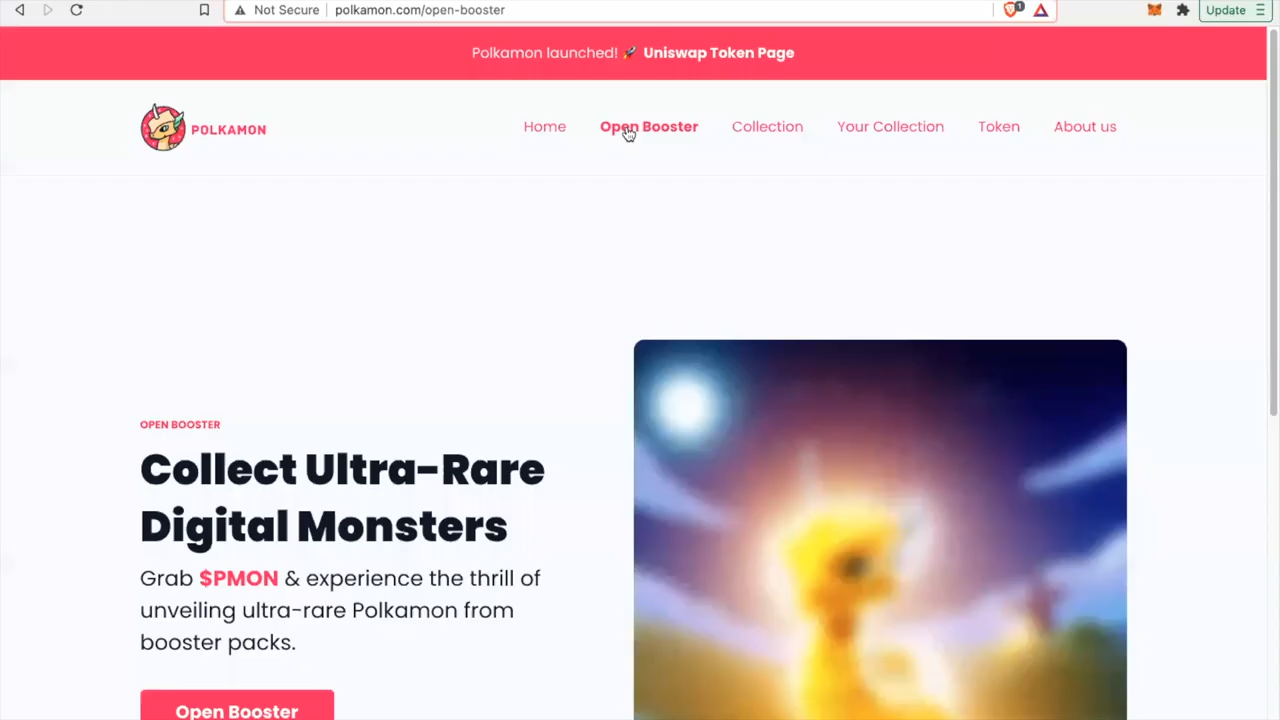 Not Secure polkamon.com/open-booster 1 Update
Polkamon launched! 🚀 Uniswap Token Page
POLKAMON Home Open Booster Collection Your Collection Token About us
OPEN BOOSTER
Collect Ultra-Rare
Digital Monsters
Grab $PMON & experience the thrill of
unveiling ultra-rare Polkamon from
booster packs.
Open Booster